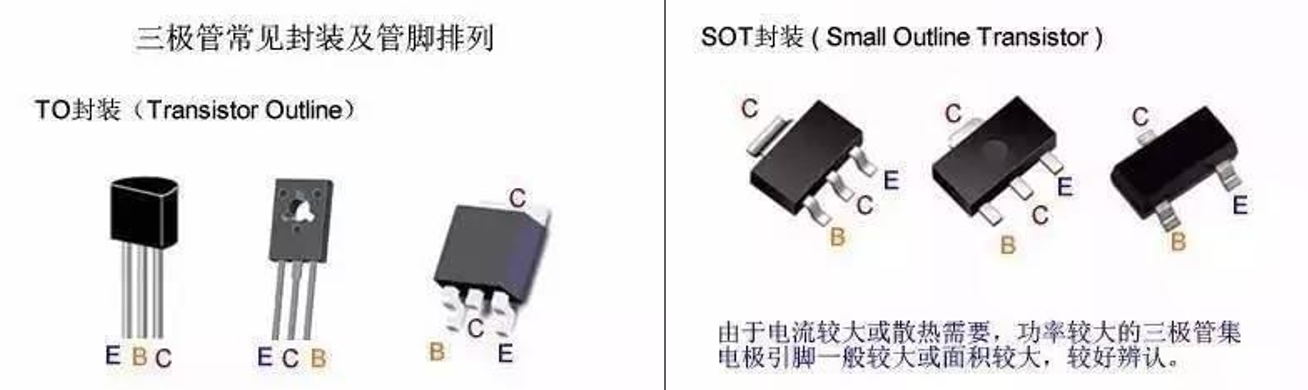 三极管常见封装及管脚排列
TO封装（Transistor Outline）
C
C
E B C
E C B
B
E
SOT封装 ( Small Outline Transistor )
C
E
C
B
C
E
C
B
C
E
B
由于电流较大或散热需要，功率较大的三极管集
电极引脚一般较大或面积较大，较好辨认。